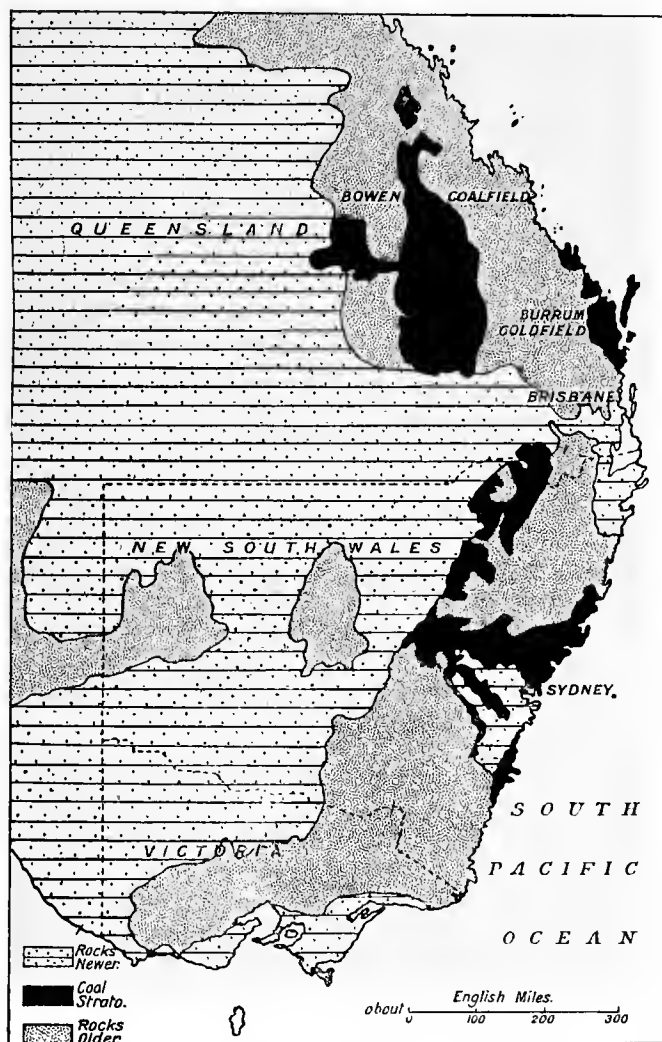 BOWEN COALFIELD
QUEENSLAND
BURRUM
GOLDFIELD
BRISBANE
NEW SOUTH WALES
SYDNEY.
SOUTH
VICTORIA
PACIFIC
OCEAN
Rocks
Newer.
Coal
Strata.
Rocks
Older
English Miles.
about 0 100 200 300